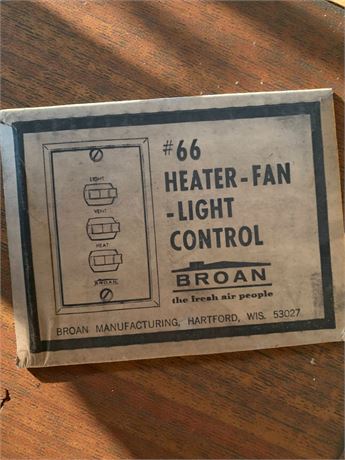 LIGHT
VENT
HEAT
BROAN
#66
HEATER-FAN
-LIGHT
CONTROL
BROAN
the fresh air people
BROAN MANUFACTURING, HARTFORD, WIS. 53027